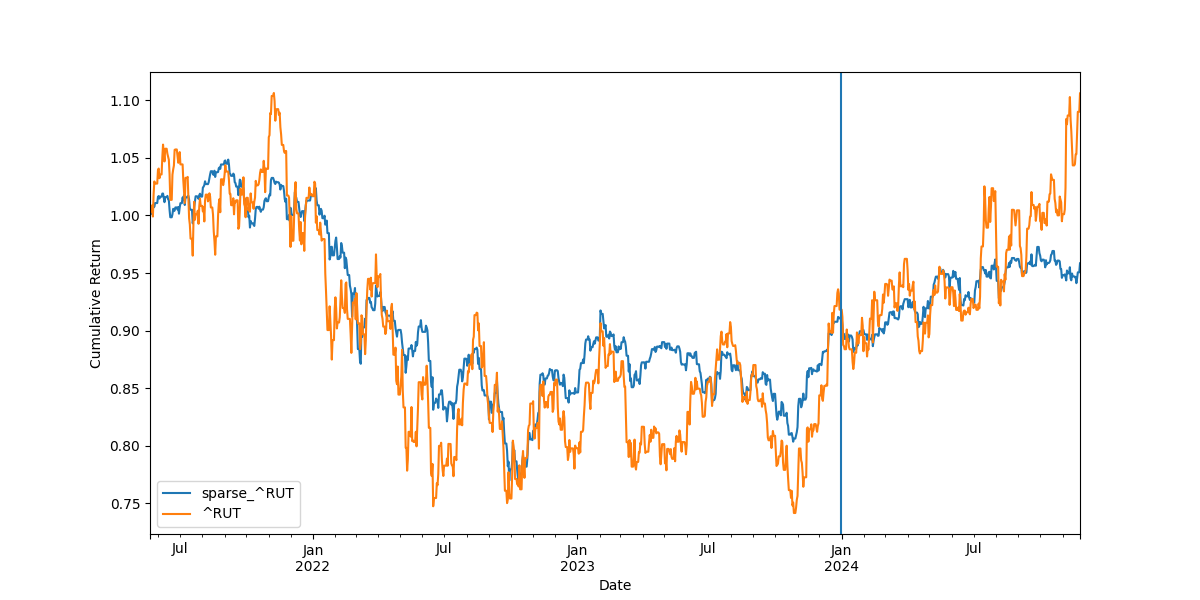 Cumulative Return
1.10
1.05
1.00
0.95
0.90
0.85
0.80
0.75
sparse_^RUT
^RUT
Jul
Jan
2022
Jul
Jan
2023
Jul
Jan
2024
Jul
Date